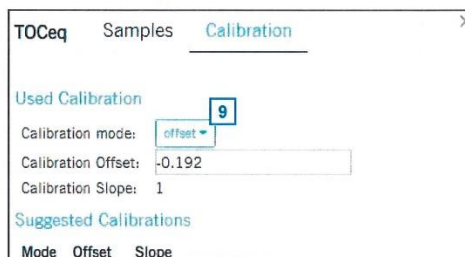 TOCeq Samples Calibration ×
Used Calibration
9
Calibration mode: offset
Calibration Offset: -0.192
Calibration Slope: 1
Suggested Calibrations
Mode Offset Slope